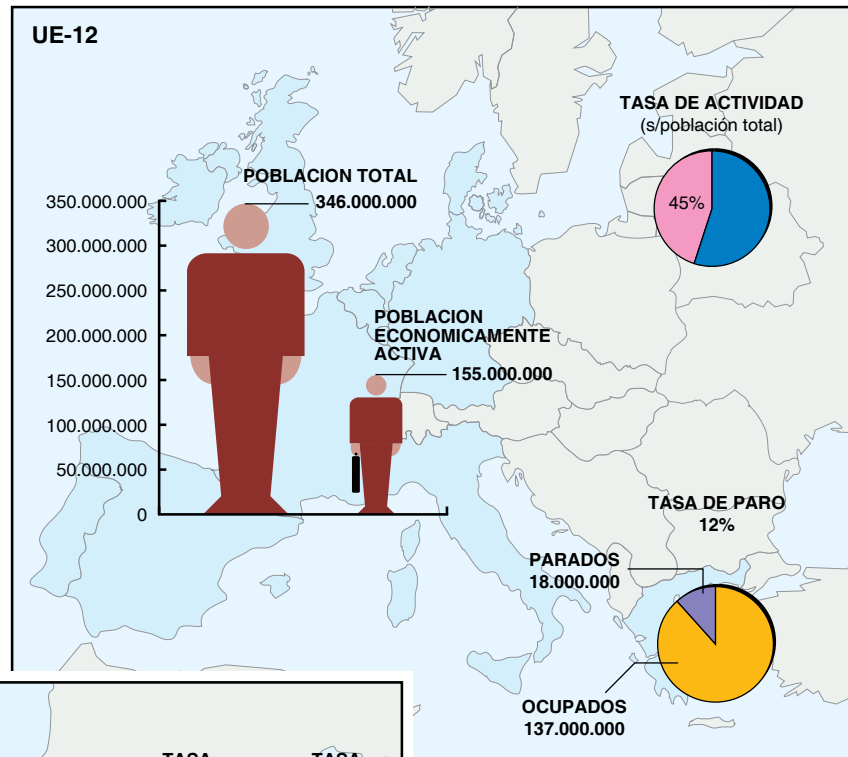 UE-12
TASA DE ACTIVIDAD
(s/población total)
45%
POBLACION TOTAL
346.000.000
350.000.000
300.000.000
250.000.000
200.000.000
150.000.000
100.000.000
50.000.000
0
POBLACION
ECONOMICAMENTE
ACTIVA
155.000.000
TASA DE PARO
12%
PARADOS
18.000.000
OCUPADOS
137.000.000
TASA TASA